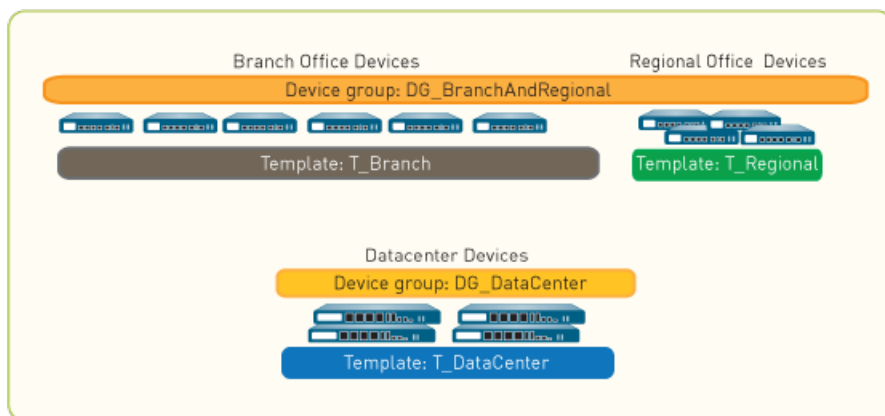 Branch Office Devices
Regional Office Devices
Device group: DG_BranchAndRegional
Template: T_Branch
Template: T_Regional
Datacenter Devices
Device group: DG_DataCenter
Template: T_DataCenter